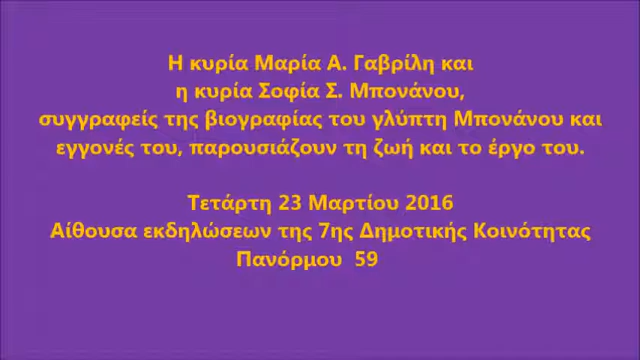 Η κυρία Μαρία Α. Γαβρίλη και
η κυρία Σοφία Σ. Μπονάνου,
συγγραφείς της βιογραφίας του γλύπτη Μπονάνου και
εγγονές του, παρουσιάζουν τη ζωή και το έργο του.
Τετάρτη 23 Μαρτίου 2016
Αίθουσα εκδηλώσεων της 7ης Δημοτικής Κοινότητας
Πανόρμου 59